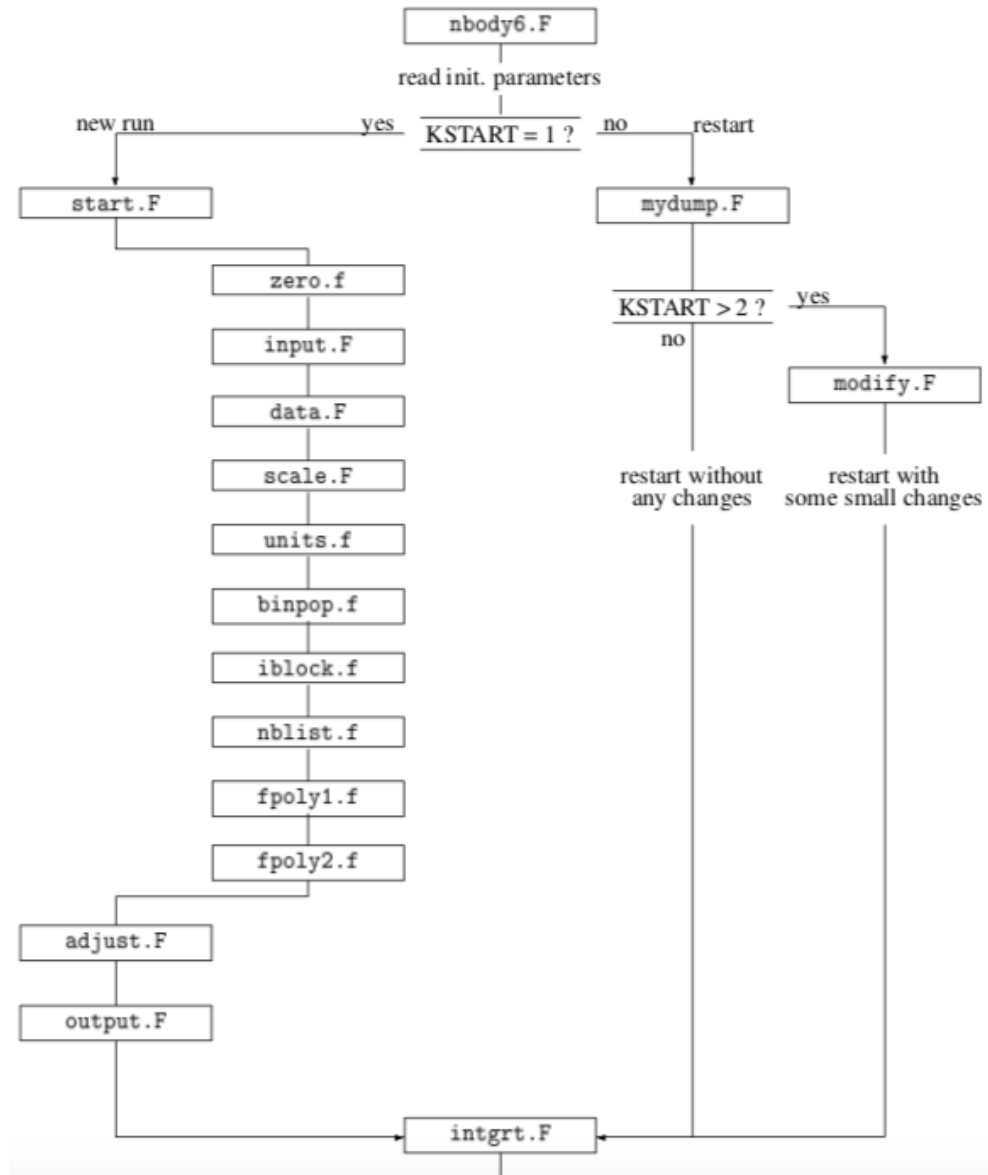 nbody6.F
read init. parameters
new run
yes
KSTART = 1 ?
no
restart
start.F
mydump.F
zero.f
KSTART > 2 ?
yes
no
input.F
modify.F
data.F
scale.F
restart without
any changes
restart with
some small changes
units.f
binpop.f
iblock.f
nblist.f
fpoly1.f
fpoly2.f
adjust.F
output.F
intgrt.F